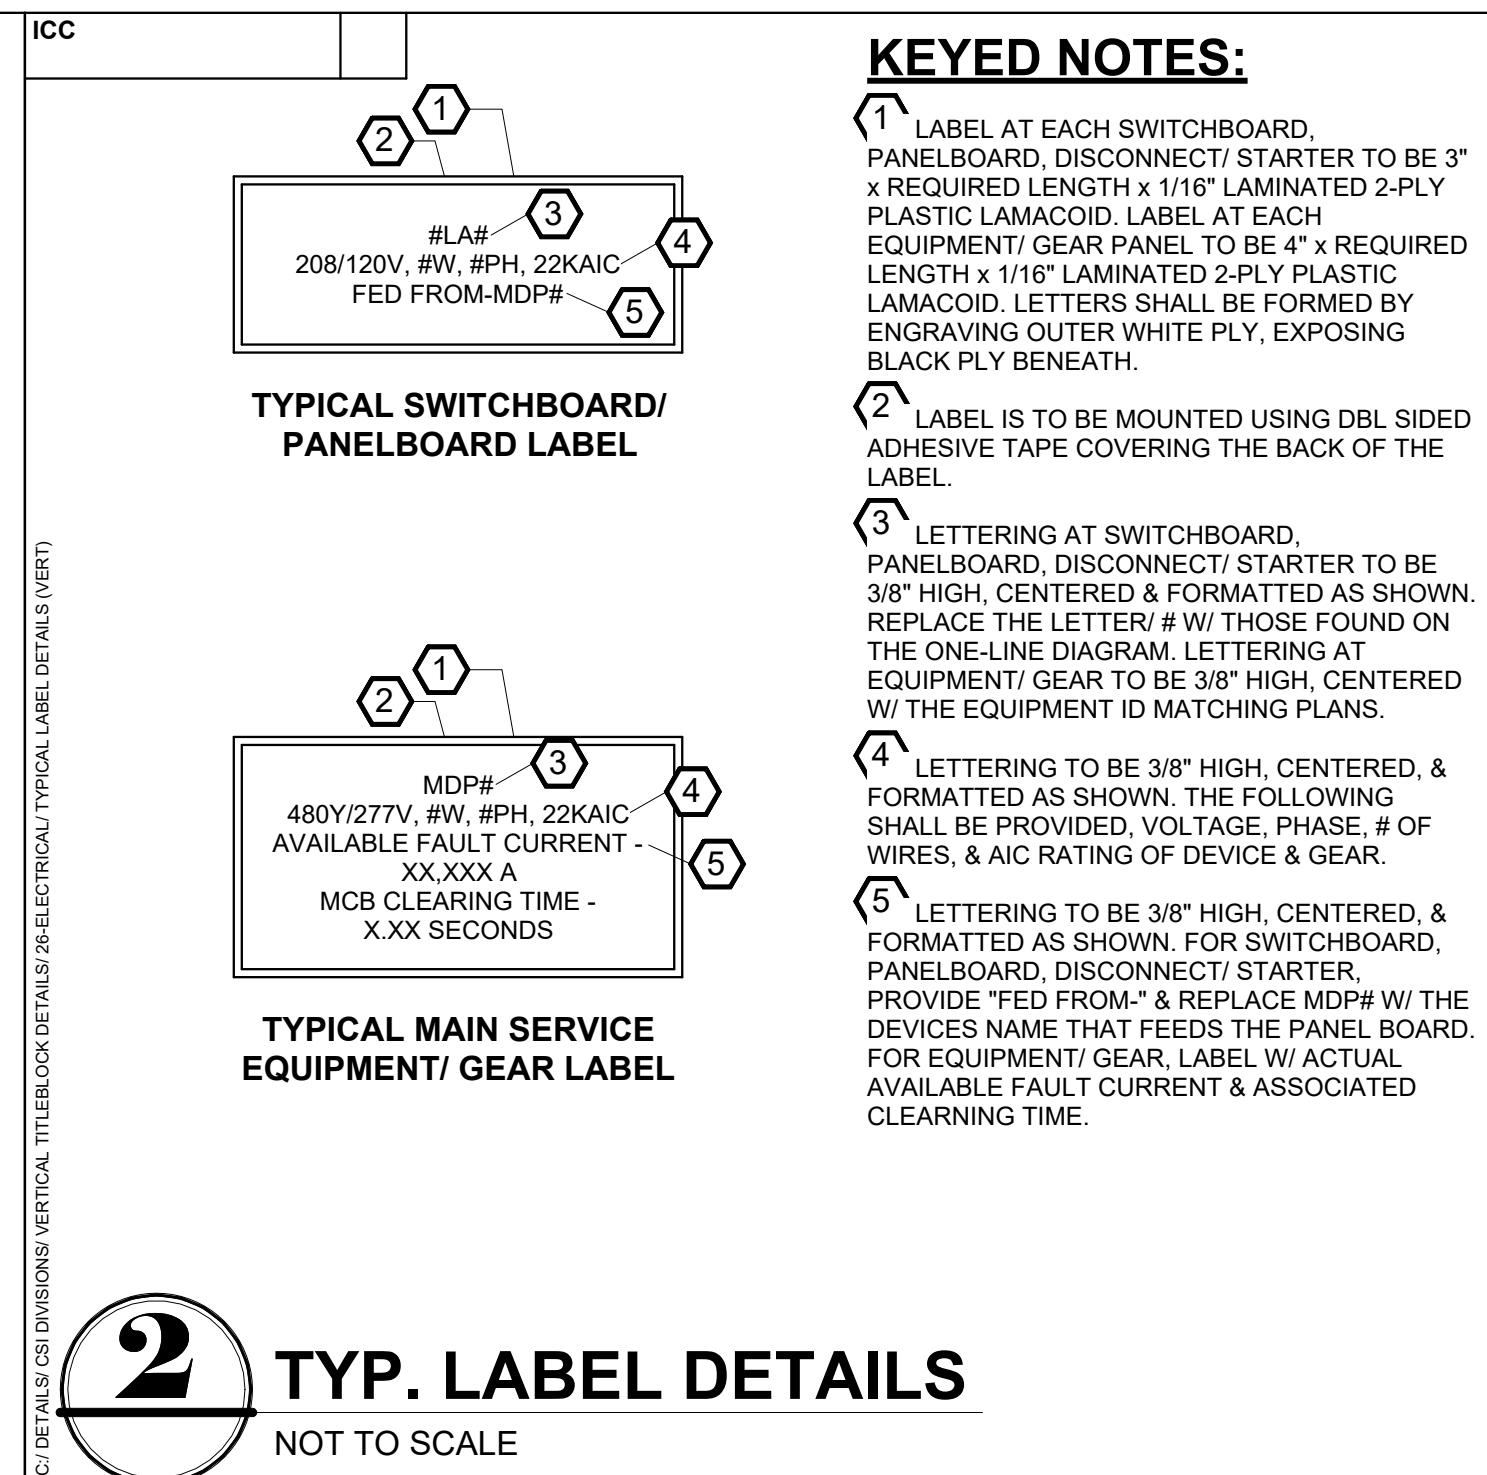 ICC
1
2
#LA#
3
208/120V, #W, #PH, 22KAIC
4
FED FROM-MDP#
5
TYPICAL SWITCHBOARD/
PANELBOARD LABEL
1
2
MDP#
3
480Y/277V, #W, #PH, 22KAIC
4
AVAILABLE FAULT CURRENT -
5
XX,XXX A
MCB CLEARING TIME -
X.XX SECONDS
TYPICAL MAIN SERVICE
EQUIPMENT/ GEAR LABEL
KEYED NOTES:
1 LABEL AT EACH SWITCHBOARD,
PANELBOARD, DISCONNECT/ STARTER TO BE 3"
x REQUIRED LENGTH x 1/16" LAMINATED 2-PLY
PLASTIC LAMACOID. LABEL AT EACH
EQUIPMENT/ GEAR PANEL TO BE 4" x REQUIRED
LENGTH x 1/16" LAMINATED 2-PLY PLASTIC
LAMACOID. LETTERS SHALL BE FORMED BY
ENGRAVING OUTER WHITE PLY, EXPOSING
BLACK PLY BENEATH.
2 LABEL IS TO BE MOUNTED USING DBL SIDED
ADHESIVE TAPE COVERING THE BACK OF THE
LABEL.
3 LETTERING AT SWITCHBOARD,
PANELBOARD, DISCONNECT/ STARTER TO BE
3/8" HIGH, CENTERED & FORMATTED AS SHOWN.
REPLACE THE LETTER/ # W/ THOSE FOUND ON
THE ONE-LINE DIAGRAM. LETTERING AT
EQUIPMENT/ GEAR TO BE 3/8" HIGH, CENTERED
W/ THE EQUIPMENT ID MATCHING PLANS.
4 LETTERING TO BE 3/8" HIGH, CENTERED, &
FORMATTED AS SHOWN. THE FOLLOWING
SHALL BE PROVIDED, VOLTAGE, PHASE, # OF
WIRES, & AIC RATING OF DEVICE & GEAR.
5 LETTERING TO BE 3/8" HIGH, CENTERED, &
FORMATTED AS SHOWN. FOR SWITCHBOARD,
PANELBOARD, DISCONNECT/ STARTER,
PROVIDE "FED FROM-" & REPLACE MDP# W/ THE
DEVICES NAME THAT FEEDS THE PANEL BOARD.
FOR EQUIPMENT/ GEAR, LABEL W/ ACTUAL
AVAILABLE FAULT CURRENT & ASSOCIATED
CLEARNING TIME.
C:/ DETAILS/ CSI DIVISIONS/ VERTICAL TITLEBLOCK DETAILS/ 26-ELECTRICAL/ TYPICAL LABEL DETAILS (VERT)
2
TYP. LABEL DETAILS
NOT TO SCALE